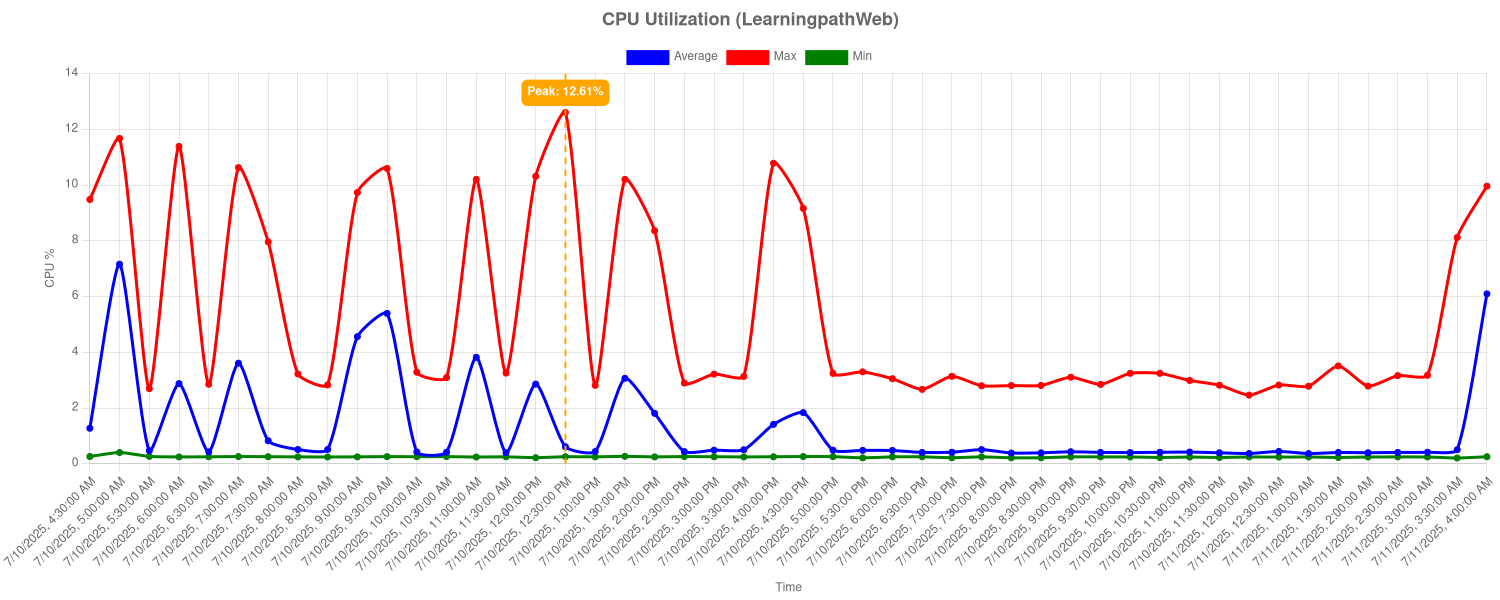 CPU Utilization (LearningpathWeb)
Average Max Min
Peak: 12.61%
14
12
10
8
6
4
2
0
CPU %
7/10/2025, 4:30:00 AM
7/10/2025, 5:00:00 AM
7/10/2025, 5:30:00 AM
7/10/2025, 6:00:00 AM
7/10/2025, 6:30:00 AM
7/10/2025, 7:00:00 AM
7/10/2025, 7:30:00 AM
7/10/2025, 8:00:00 AM
7/10/2025, 8:30:00 AM
7/10/2025, 9:00:00 AM
7/10/2025, 9:30:00 AM
7/10/2025, 10:00:00 AM
7/10/2025, 10:30:00 AM
7/10/2025, 11:00:00 AM
7/10/2025, 11:30:00 AM
7/10/2025, 12:00:00 PM
7/10/2025, 12:30:00 PM
7/10/2025, 1:00:00 PM
7/10/2025, 1:30:00 PM
7/10/2025, 2:00:00 PM
7/10/2025, 2:30:00 PM
7/10/2025, 3:00:00 PM
7/10/2025, 3:30:00 PM
7/10/2025, 4:00:00 PM
7/10/2025, 4:30:00 PM
7/10/2025, 5:00:00 PM
7/10/2025, 5:30:00 PM
7/10/2025, 6:00:00 PM
7/10/2025, 6:30:00 PM
7/10/2025, 7:00:00 PM
7/10/2025, 7:30:00 PM
7/10/2025, 8:00:00 PM
7/10/2025, 8:30:00 PM
7/10/2025, 9:00:00 PM
7/10/2025, 9:30:00 PM
7/10/2025, 10:00:00 PM
7/10/2025, 10:30:00 PM
7/10/2025, 11:00:00 PM
7/10/2025, 11:30:00 PM
7/11/2025, 12:00:00 AM
7/11/2025, 12:30:00 AM
7/11/2025, 1:00:00 AM
7/11/2025, 1:30:00 AM
7/11/2025, 2:00:00 AM
7/11/2025, 2:30:00 AM
7/11/2025, 3:00:00 AM
7/11/2025, 3:30:00 AM
7/11/2025, 4:00:00 AM
Time